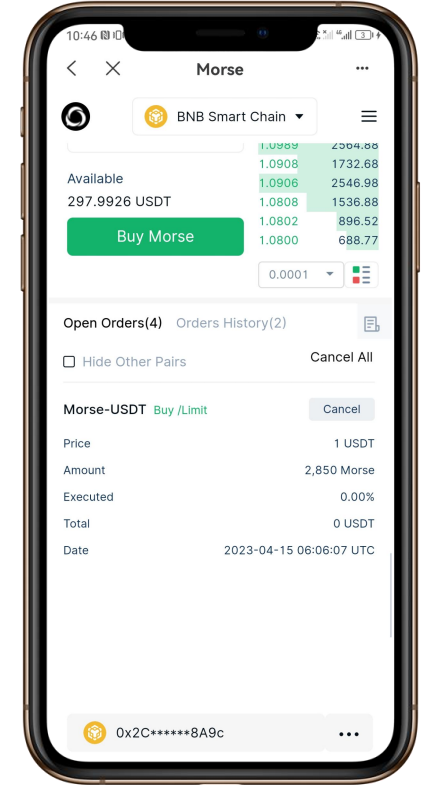 10:46
3
Morse
BNB Smart Chain
1.0989 2564.88
Available
1.0908 1732.68
297.9926 USDT
1.0906 2546.98
1.0808 1536.88
Buy Morse
1.0802 896.52
1.0800 688.77
0.0001
Open Orders(4) Orders History(2)
Hide Other Pairs
Cancel All
Morse-USDT Buy /Limit Cancel
Price 1 USDT
Amount 2,850 Morse
Executed 0.00%
Total 0 USDT
Date 2023-04-15 06:06:07 UTC
0x2C******8A9c